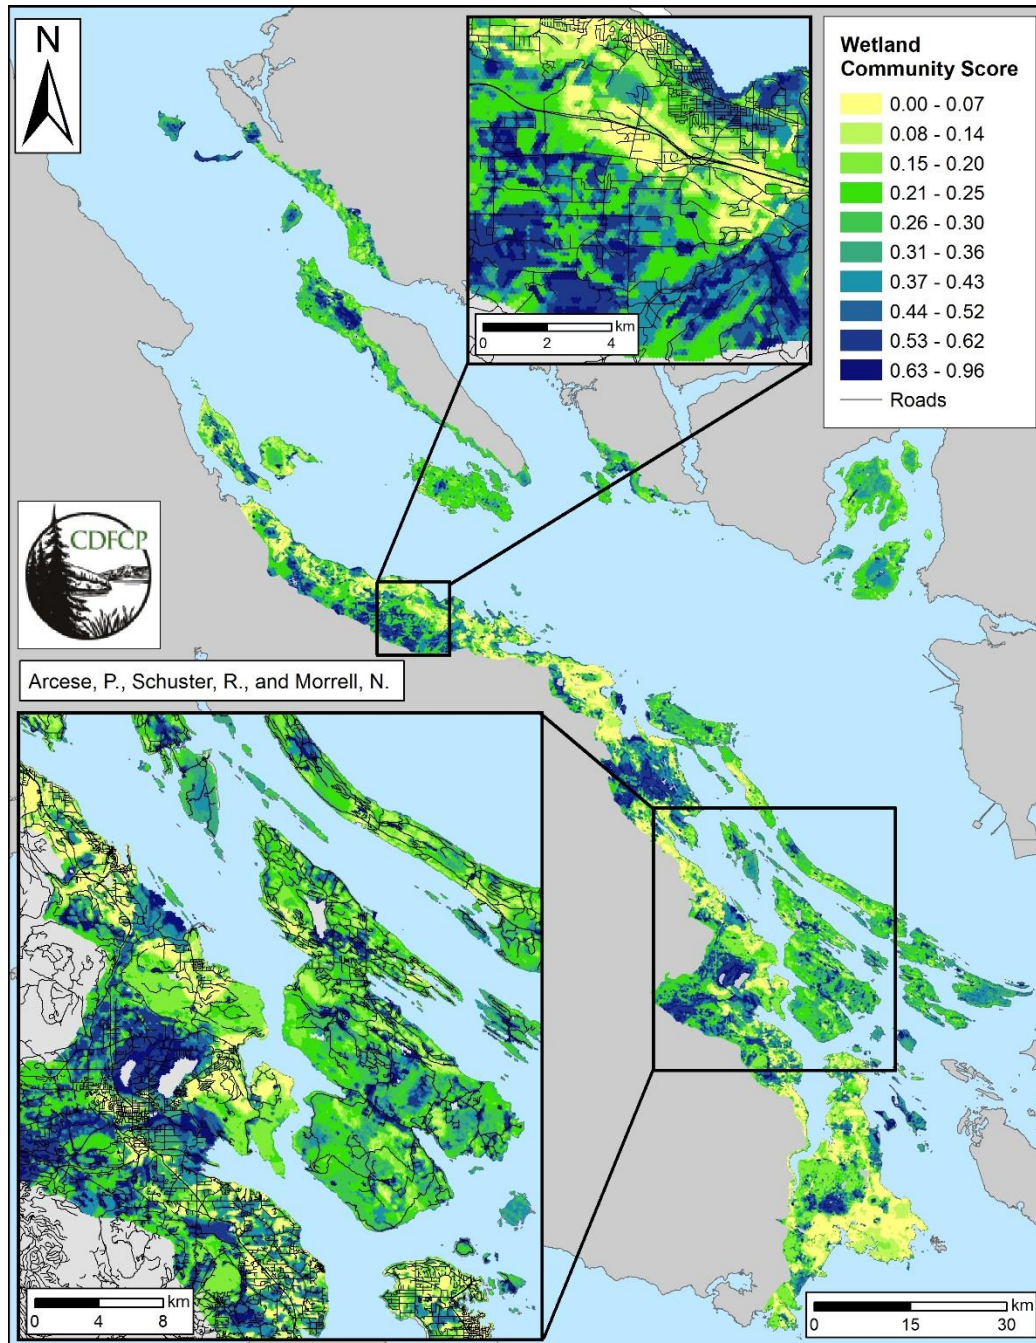 N
Wetland
Community Score
0.00 - 0.07
0.08 - 0.14
0.15 - 0.20
0.21 - 0.25
0.26 - 0.30
0.31 - 0.36
0.37 - 0.43
0.44 - 0.52
0.53 - 0.62
0.63 - 0.96
Roads
km
0 2 4
CDFCP
Arcese, P., Schuster, R., and Morrell, N.
km
0 4 8
km
0 15 30